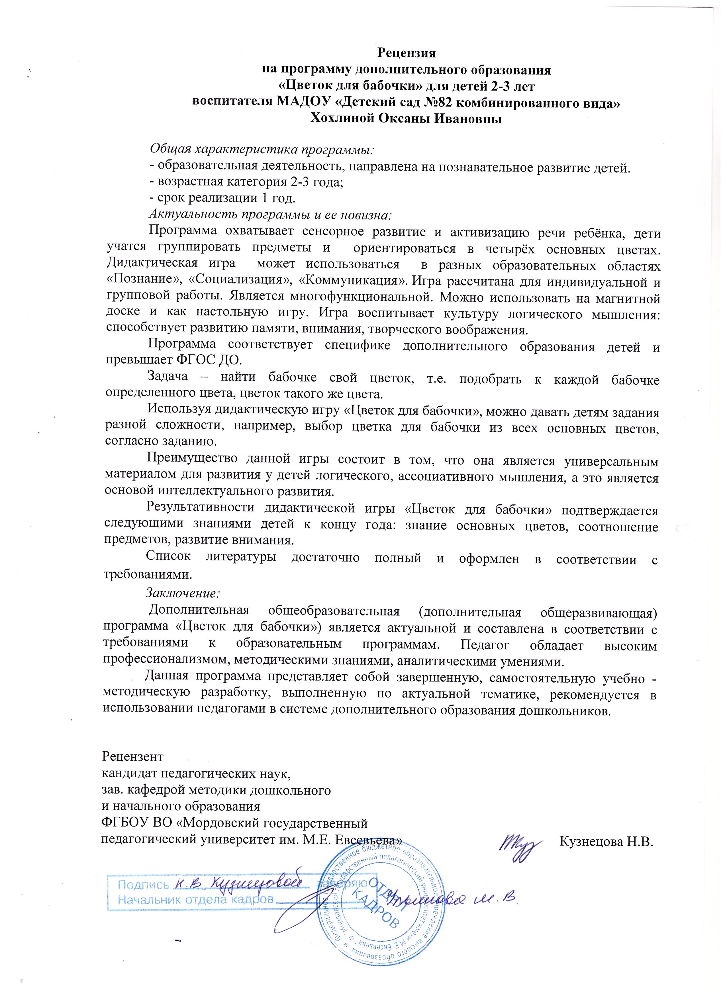 Рецензия
на программу дополнительного образования
«Цветок для бабочки» для детей 2-3 лет
воспитателя МАДОУ «Детский сад №82 комбинированного вида»
Хохлиной Оксаны Ивановны
Общая характеристика программы:
- образовательная деятельность, направлена на познавательное развитие детей.
- возрастная категория 2-3 года;
- срок реализации 1 год.
Актуальность программы и ее новизна:
Программа охватывает сенсорное развитие и активизацию речи ребёнка, дети
учатся группировать предметы и ориентироваться в четырёх основных цветах.
Дидактическая игра может использоваться в разных образовательных областях
«Познание», «Социализация», «Коммуникация». Игра рассчитана для индивидуальной и
групповой работы. Является многофункциональной. Можно использовать на магнитной
доске и как настольную игру. Игра воспитывает культуру логического мышления:
способствует развитию памяти, внимания, творческого воображения.
Программа соответствует специфике дополнительного образования детей и
превышает ФГОС ДО.
Задача – найти бабочке свой цветок, т.е. подобрать к каждой бабочке
определенного цвета, цветок такого же цвета.
Используя дидактическую игру «Цветок для бабочки», можно давать детям задания
разной сложности, например, выбор цветка для бабочки из всех основных цветов,
согласно заданию.
Преимущество данной игры состоит в том, что она является универсальным
материалом для развития у детей логического, ассоциативного мышления, а это является
основой интеллектуального развития.
Результативности дидактической игры «Цветок для бабочки» подтверждается
следующими знаниями детей к концу года: знание основных цветов, соотношение
предметов, развитие внимания.
Список литературы достаточно полный и оформлен в соответствии с
требованиями.
Заключение:
Дополнительная общеобразовательная (дополнительная общеразвивающая)
программа «Цветок для бабочки») является актуальной и составлена в соответствии с
требованиями к образовательным программам. Педагог обладает высоким
профессионализмом, методическими знаниями, аналитическими умениями.
Данная программа представляет собой завершенную, самостоятельную учебно -
методическую разработку, выполненную по актуальной тематике, рекомендуется в
использовании педагогами в системе дополнительного образования дошкольников.
Рецензент
кандидат педагогических наук,
зав. кафедрой методики дошкольного
и начального образования
ФГБОУ ВО «Мордовский государственный
педагогический университет им. М.Е. Евсевьева»
Кузнецова Н.В.
Подпись Н.В. Кузнецовой заверяю
Начальник отдела кадров
М.В.
Федеральное государственное бюджетное образовательное учреждение высшего образования
"Мордовский государственный педагогический университет имени М.Е. Евсевьева"
ОТДЕЛ
КАДРОВ